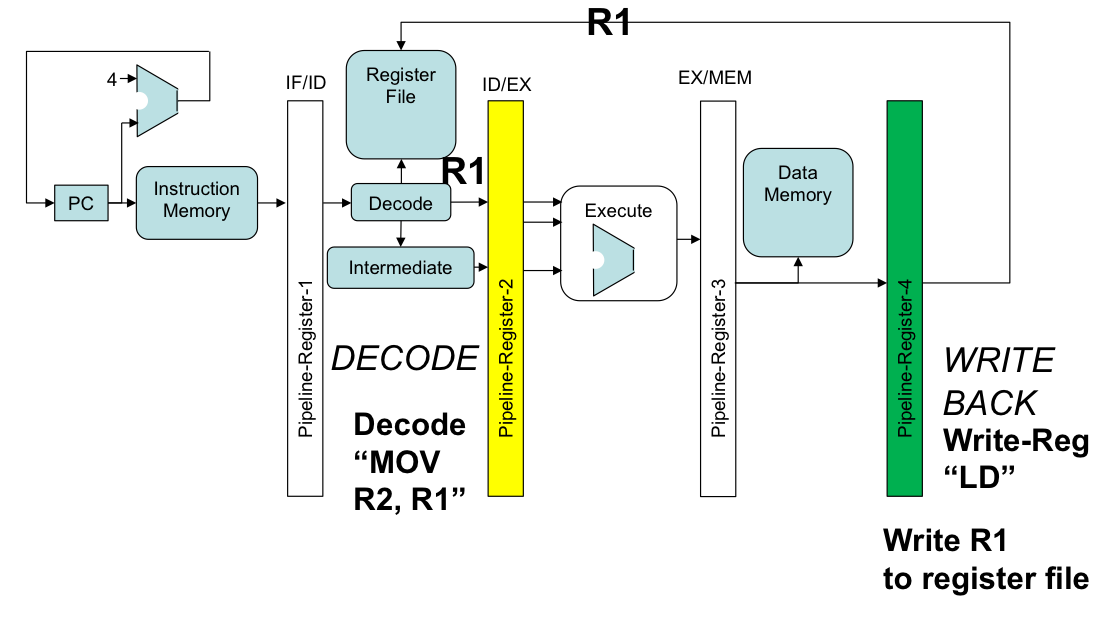 R1
4
IF/ID
Register
File
ID/EX
EX/MEM
R1
PC
Instruction
Memory
Decode
Intermediate
Execute
Data
Memory
Pipeline-Register-1
Pipeline-Register-2
Pipeline-Register-3
Pipeline-Register-4
DECODE
Decode
“MOV
R2, R1”
WRITE
BACK
Write-Reg
“LD”
Write R1
to register file